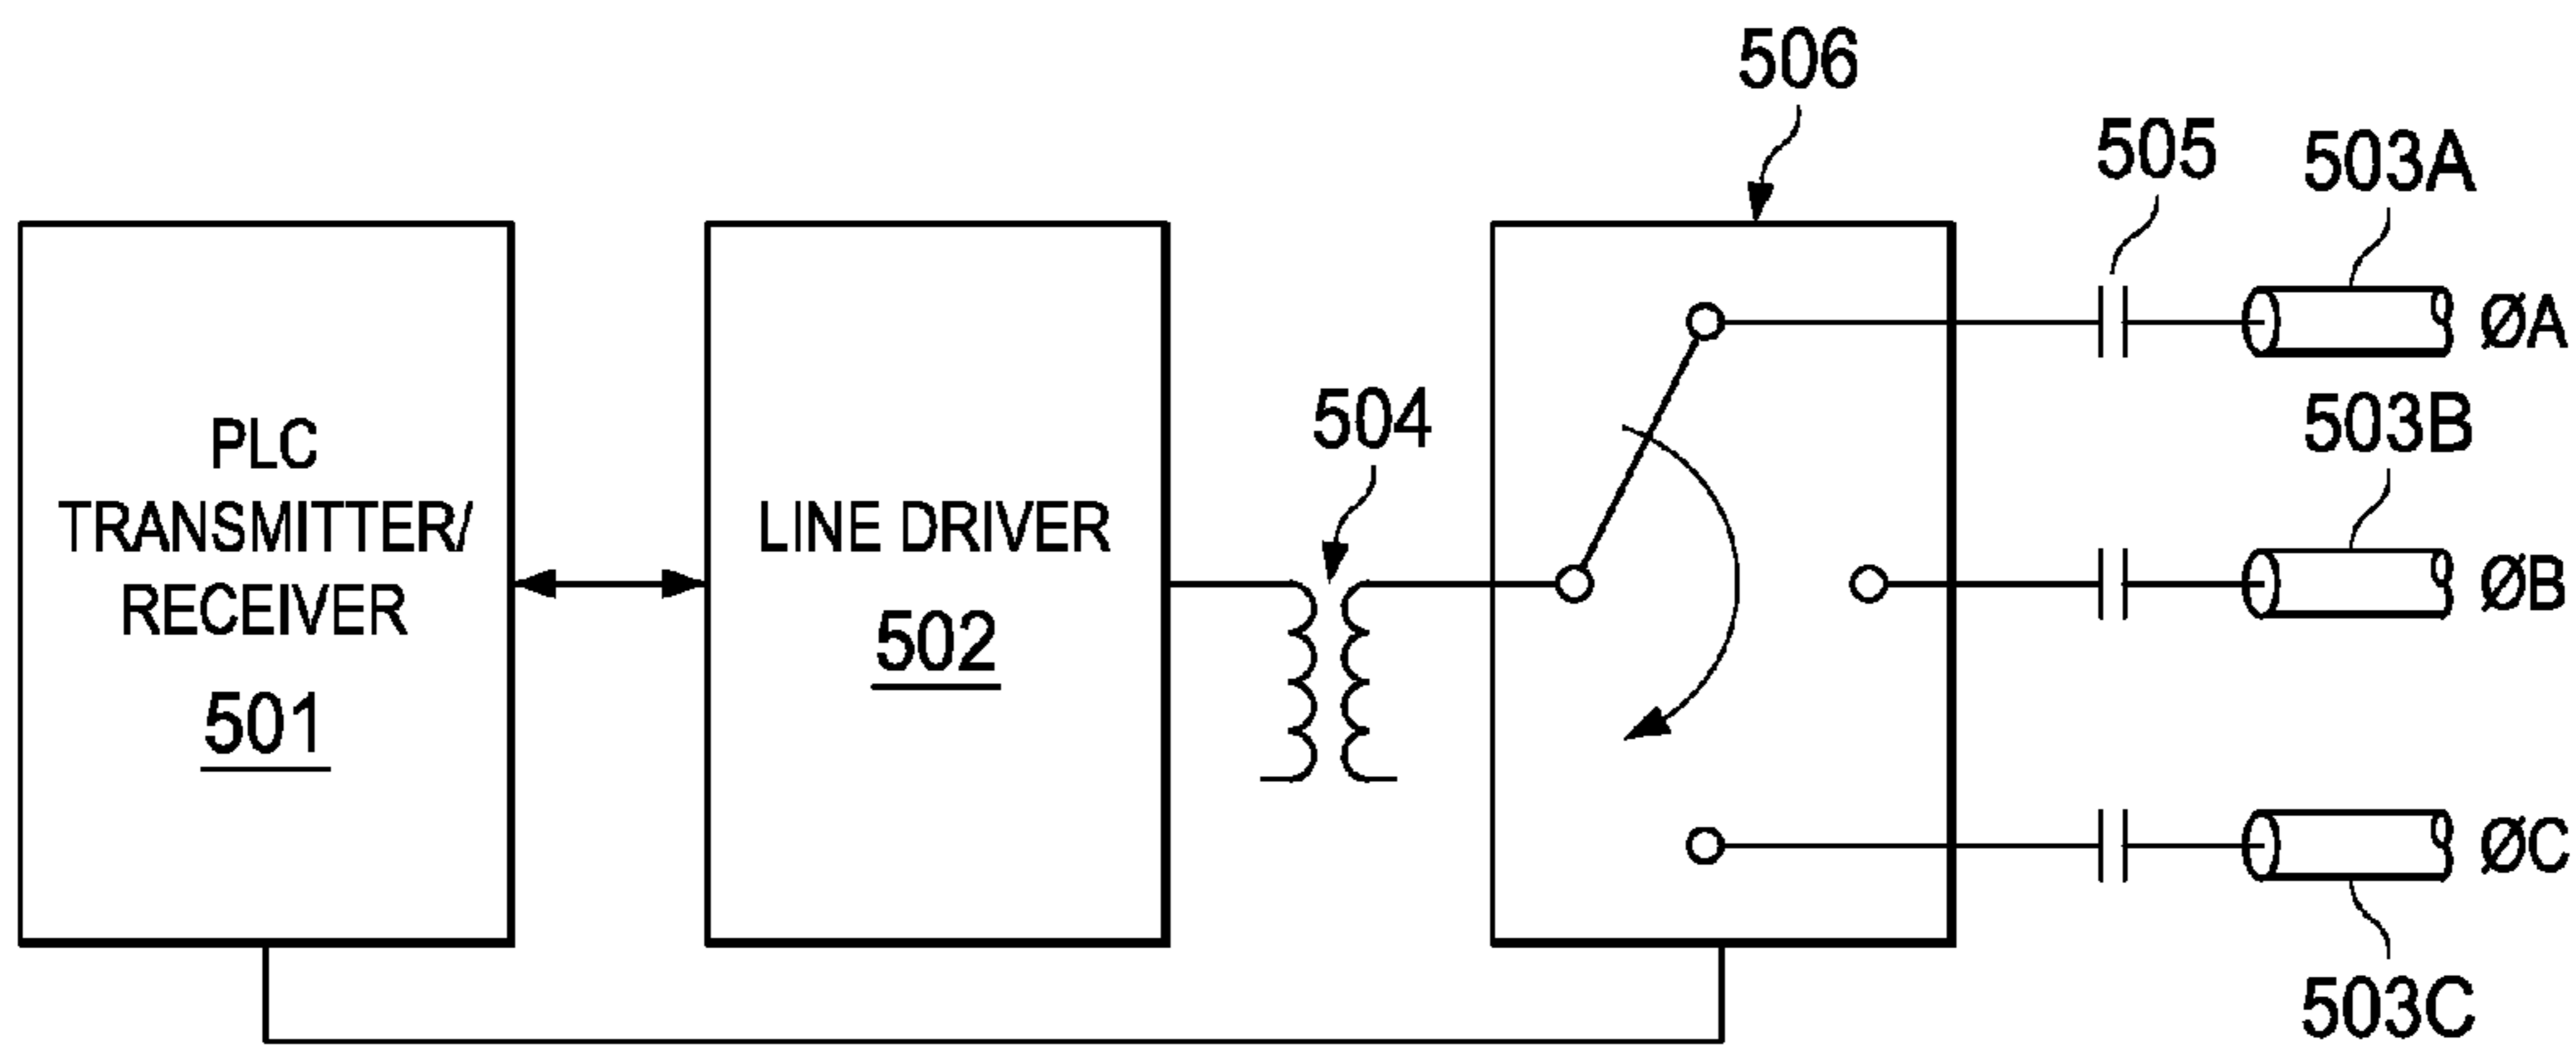 506
505
503A
ØA
PLC
TRANSMITTER/
RECEIVER
501
LINE DRIVER
502
504
503B
ØB
ØC
503C